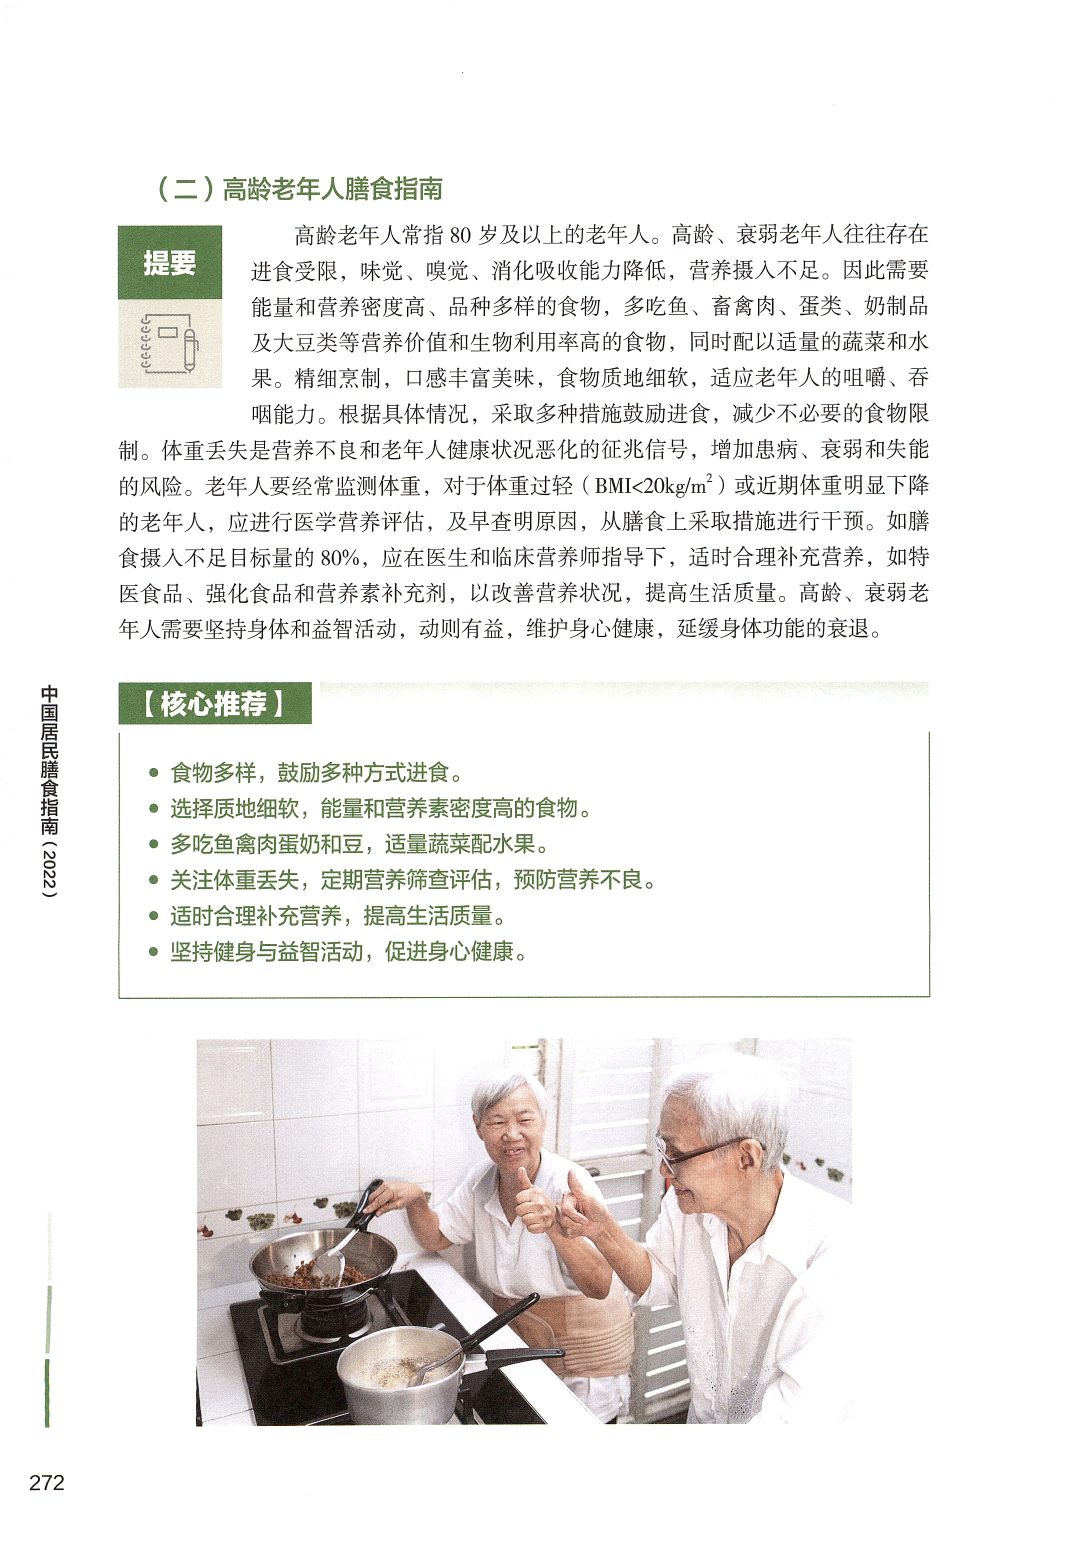 （二）高龄老年人膳食指南
提要
高龄老年人常指 80 岁及以上的老年人。高龄、衰弱老年人往往存在
进食受限，味觉、嗅觉、消化吸收能力降低，营养摄入不足。因此需要
能量和营养密度高、品种多样的食物，多吃鱼、畜禽肉、蛋类、奶制品
及大豆类等营养价值和生物利用率高的食物，同时配以适量的蔬菜和水
果。精细烹制，口感丰富美味，食物质地细软，适应老年人的咀嚼、吞
咽能力。根据具体情况，采取多种措施鼓励进食，减少不必要的食物限
制。体重丢失是营养不良和老年人健康状况恶化的征兆信号，增加患病、衰弱和失能
的风险。老年人要经常监测体重，对于体重过轻（BMI<20kg/m²）或近期体重明显下降
的老年人，应进行医学营养评估，及早查明原因，从膳食上采取措施进行干预。如膳
食摄入不足目标量的 80%，应在医生和临床营养师指导下，适时合理补充营养，如特
医食品、强化食品和营养素补充剂，以改善营养状况，提高生活质量。高龄、衰弱老
年人需要坚持身体和益智活动，动则有益，维护身心健康，延缓身体功能的衰退。
【核心推荐】
● 食物多样，鼓励多种方式进食。
● 选择质地细软，能量和营养素密度高的食物。
● 多吃鱼禽肉蛋奶和豆，适量蔬菜配水果。
● 关注体重丢失，定期营养筛查评估，预防营养不良。
● 适时合理补充营养，提高生活质量。
● 坚持健身与益智活动，促进身心健康。
中国居民膳食指南（2022）
272